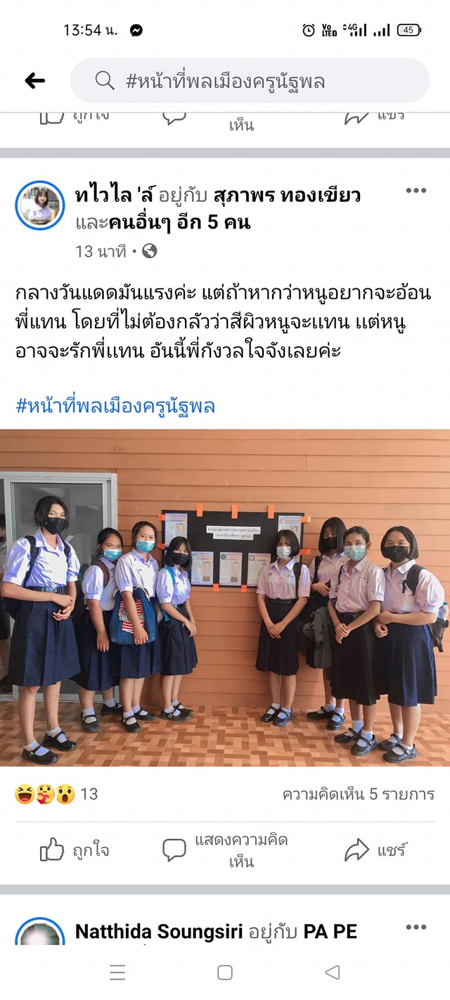 13:54 น.
Vo LTED 4G 45
#หน้าที่พลเมืองครูนัฐพล
ถูกใจ
เห็น
แชร์
ทไวไล 'ล์ อยู่กับ สุภาพร ทองเขียว
และคนอื่นๆ อีก 5 คน
13 นาที
กลางวันแดดมันแรงค่ะ แต่ถ้าหากว่าหนูอยากจะอ้อน
พี่แทน โดยที่ไม่ต้องกลัวว่าสีผิวหนูจะแทน แต่หนู
อาจจะรักพี่แทน อันนี้พี่กังวลใจจังเลยค่ะ
#หน้าที่พลเมืองครูนัฐพล
13
ความคิดเห็น 5 รายการ
ถูกใจ
แสดงความคิด
เห็น
แชร์
Natthida Soungsiri อยู่กับ PA PE